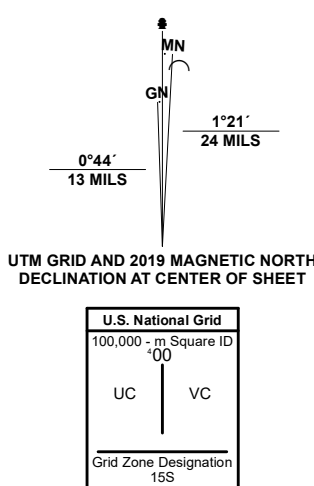 MN
GN
1°21´
24 MILS
0°44´
13 MILS
UTM GRID AND 2019 MAGNETIC NORTH
DECLINATION AT CENTER OF SHEET
U.S. National Grid
100,000 - m Square ID
⁴00
UC VC
Grid Zone Designation
15S